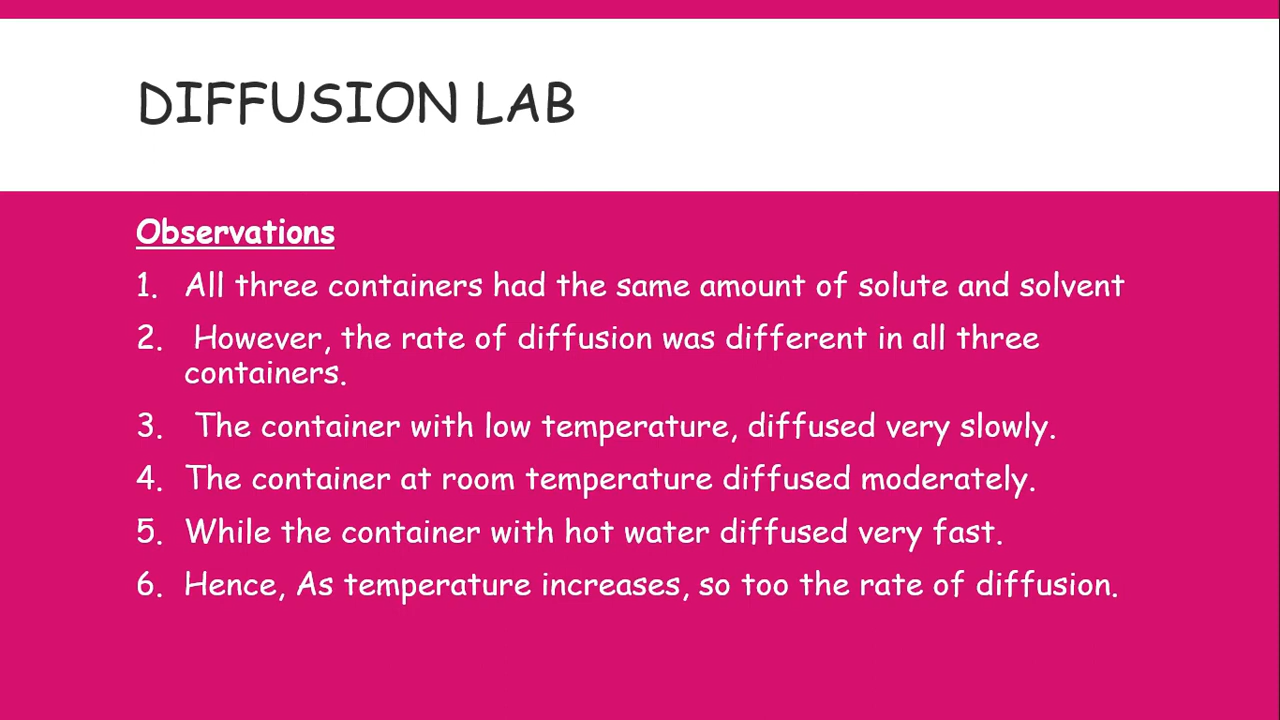 DIFFUSION LAB
Observations
1. All three containers had the same amount of solute and solvent
2. However, the rate of diffusion was different in all three
containers.
3. The container with low temperature, diffused very slowly.
4. The container at room temperature diffused moderately.
5. While the container with hot water diffused very fast.
6. Hence, As temperature increases, so too the rate of diffusion.